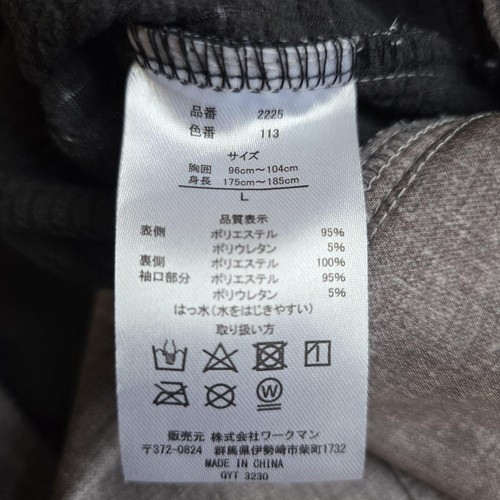 品番 2225
色番 113
サイズ
胸囲 96cm～104cm
身長 175cm～185cm
L
品質表示
表側 ポリエステル 95%
ポリウレタン 5%
裏側 ポリエステル 100%
袖口部分 ポリエステル 95%
ポリウレタン 5%
はっ水(水をはじきやすい)
取り扱い方
W
販売元 株式会社ワークマン
〒372-0824 群馬県伊勢崎市柴町1732
MADE IN CHINA
QYT 3230